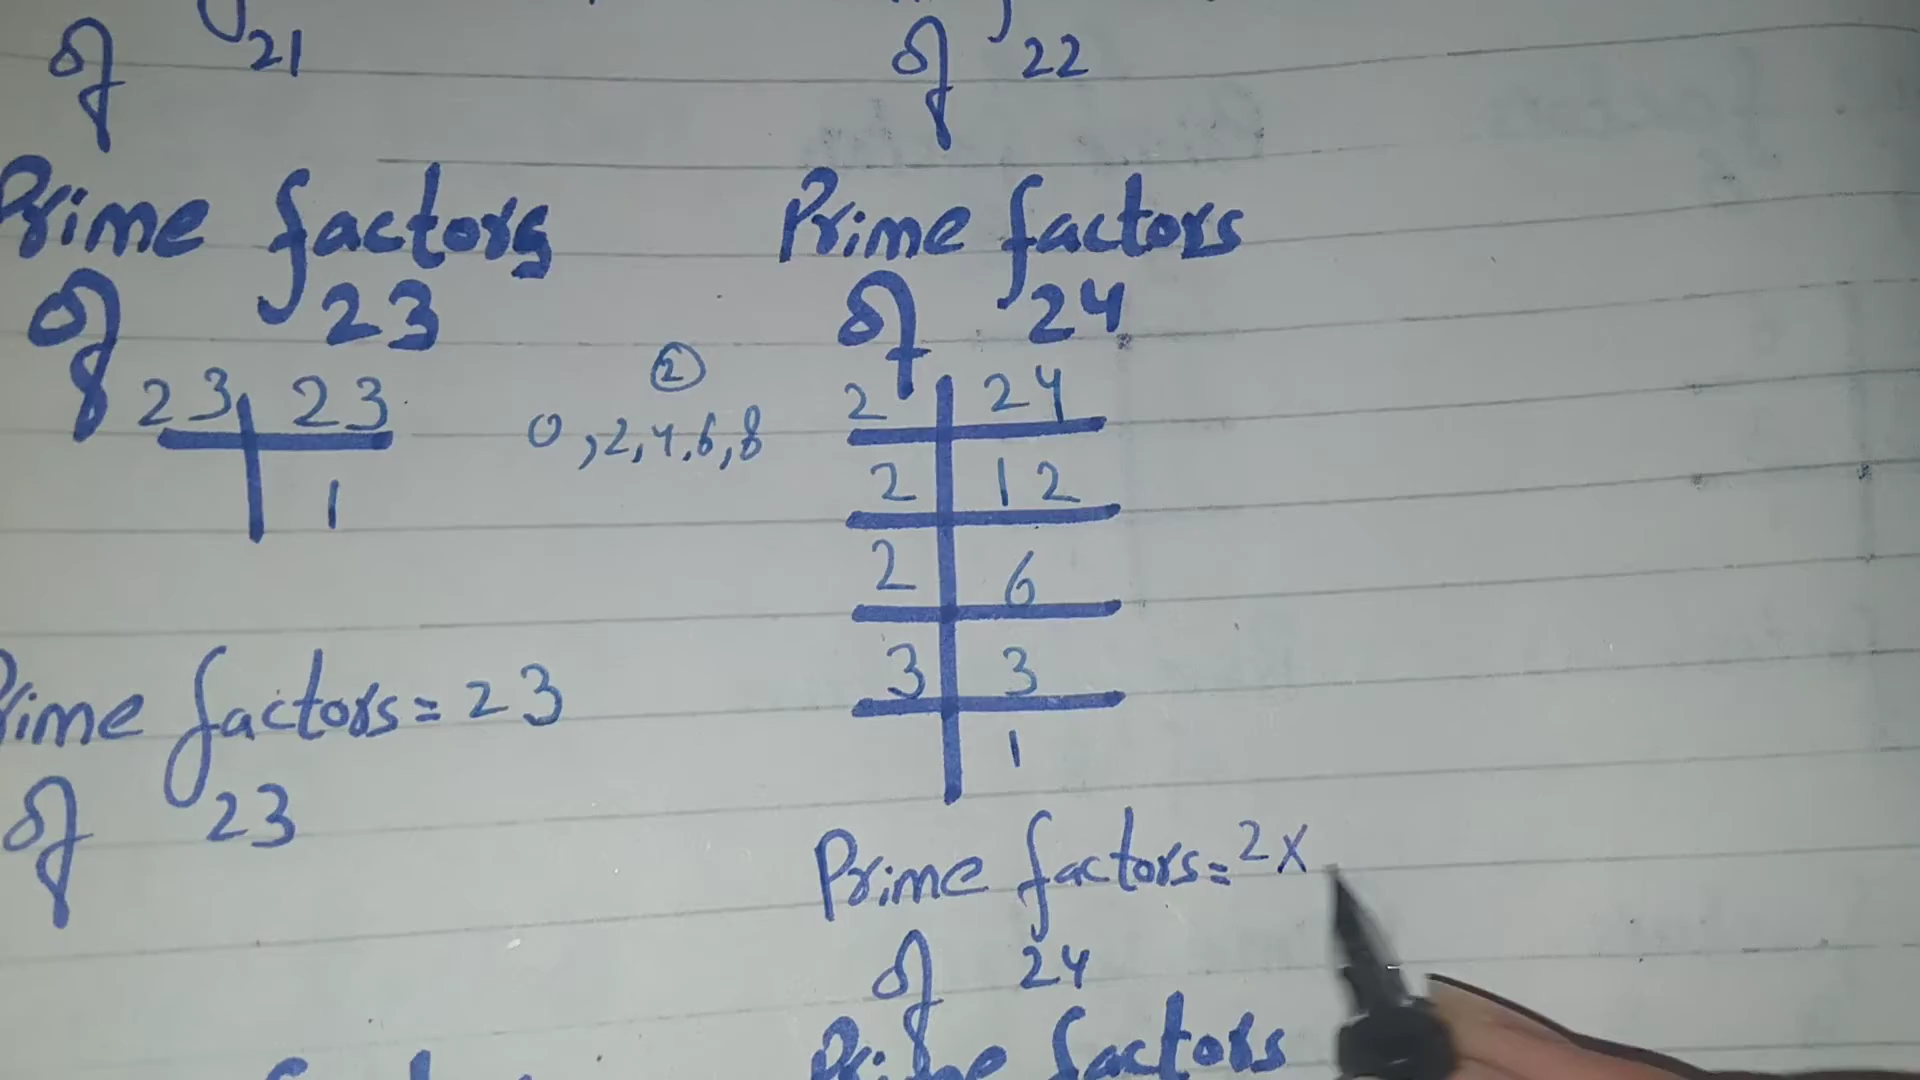 of 21
of 22
Prime factors
of 23
23 23
1
Prime factors = 23
of 23
②
0, 2, 4, 6, 8
Prime factors
of 24
2 24
2 12
2 6
3 3
1
Prime factors = 2x
of 24
Prime factors